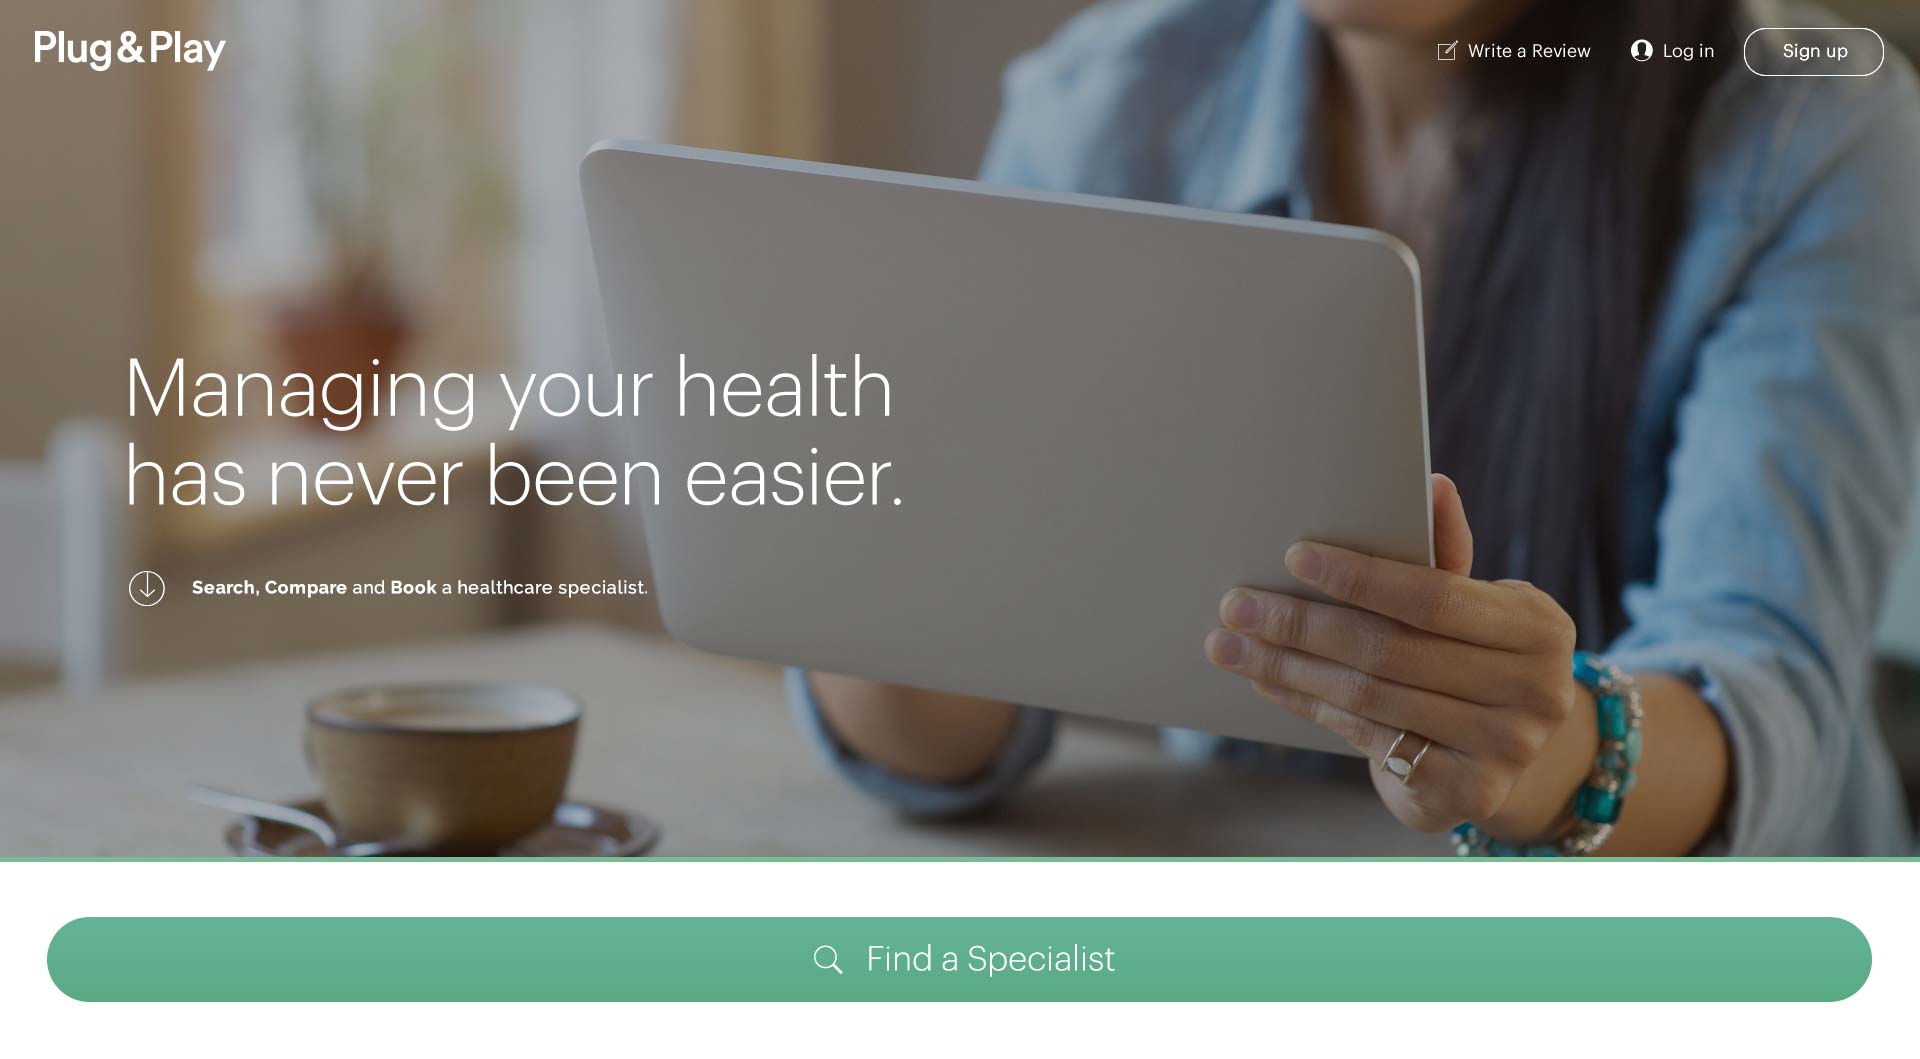 Plug&Play
Write a Review
Log in
Sign up
Managing your health
has never been easier.
Search, Compare and Book a healthcare specialist.
Find a Specialist